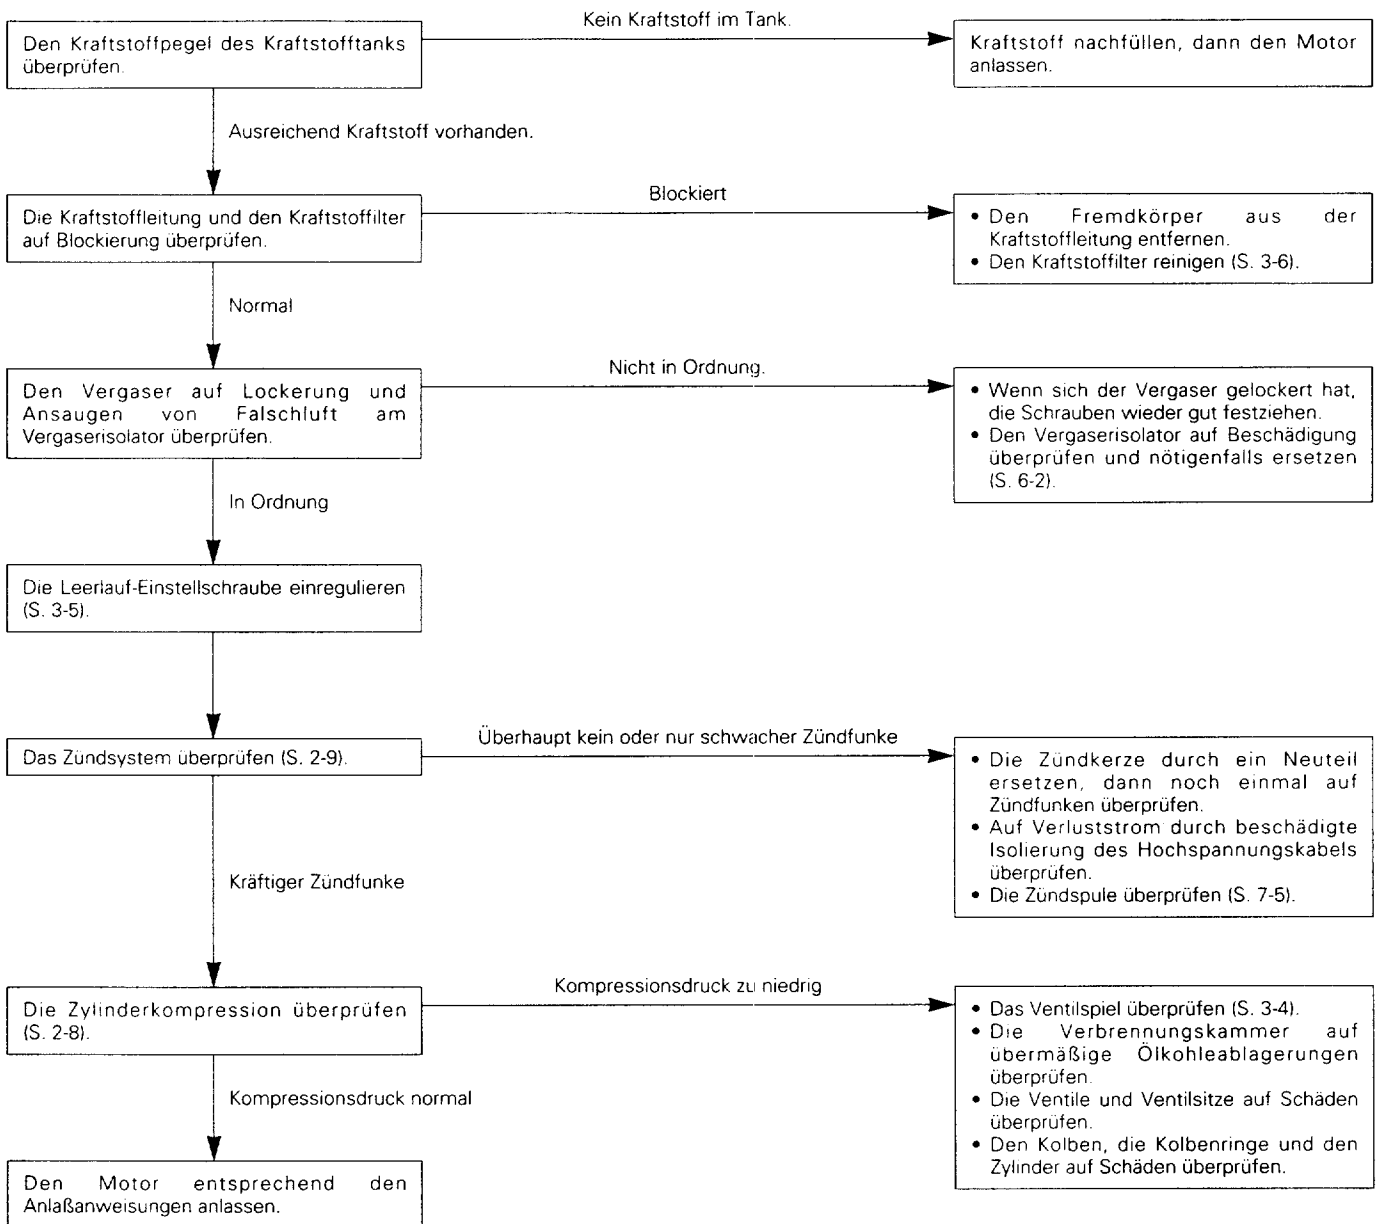 Kein Kraftstoff im Tank.
Den Kraftstoffpegel des Kraftstofftanks
überprüfen.
Kraftstoff nachfüllen, dann den Motor
anlassen.
Ausreichend Kraftstoff vorhanden.
Blockiert
Die Kraftstoffleitung und den Kraftstoffilter
auf Blockierung überprüfen.
• Den Fremdkörper aus der
Kraftstoffleitung entfernen.
• Den Kraftstoffilter reinigen (S. 3-6).
Normal
Nicht in Ordnung.
Den Vergaser auf Lockerung und
Ansaugen von Falschluft am
Vergaserisolator überprüfen.
• Wenn sich der Vergaser gelockert hat,
die Schrauben wieder gut festziehen.
• Den Vergaserisolator auf Beschädigung
überprüfen und nötigenfalls ersetzen
(S. 6-2).
In Ordnung
Die Leerlauf-Einstellschraube einregulieren
(S. 3-5).
Überhaupt kein oder nur schwacher Zündfunke
Das Zündsystem überprüfen (S. 2-9).
• Die Zündkerze durch ein Neuteil
ersetzen, dann noch einmal auf
Zündfunken überprüfen.
• Auf Verluststrom durch beschädigte
Isolierung des Hochspannungskabels
überprüfen.
• Die Zündspule überprüfen (S. 7-5).
Kräftiger Zündfunke
Kompressionsdruck zu niedrig
Die Zylinderkompression überprüfen
(S. 2-8).
• Das Ventilspiel überprüfen (S. 3-4).
• Die Verbrennungskammer auf
übermäßige Ölkohleablagerungen
überprüfen.
• Die Ventile und Ventilsitze auf Schäden
überprüfen.
• Den Kolben, die Kolbenringe und den
Zylinder auf Schäden überprüfen.
Kompressionsdruck normal
Den Motor entsprechend den
Anlaßanweisungen anlassen.